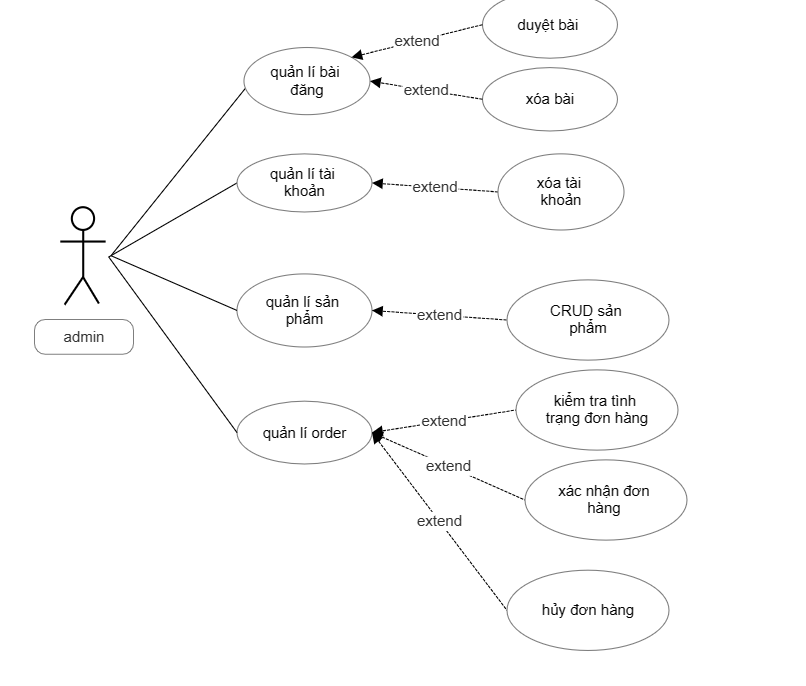 duyệt bài
extend
quản lí bài
đăng
extend
xóa bài
quản lí tài
khoản
extend
xóa tài
khoản
admin
quản lí sản
phẩm
extend
CRUD sản
phẩm
quản lí order
extend
kiểm tra tình
trạng đơn hàng
extend
xác nhận đơn
hàng
extend
hủy đơn hàng